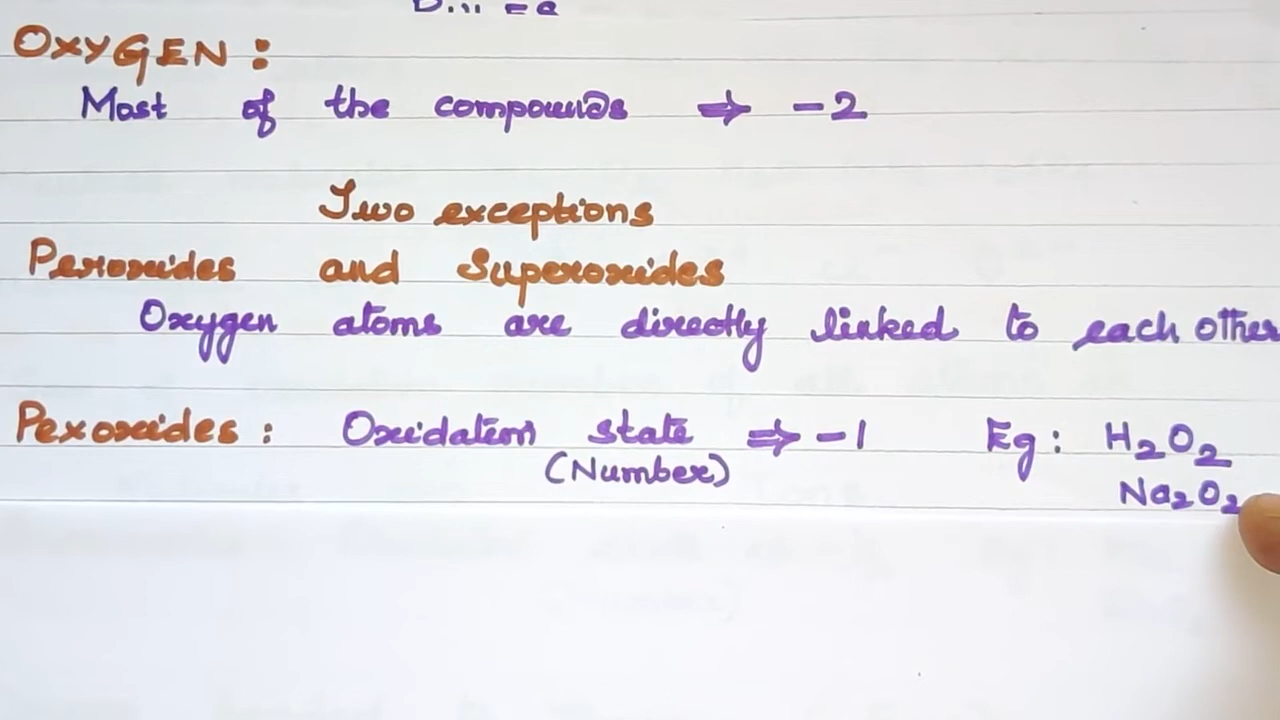 OXYGEN :
Most of the compounds ⇒ -2
Two exceptions
Peroxides and Superoxides
Oxygen atoms are directly linked to each other
Peroxides : Oxidation state ⇒ -1 Eg : H₂O₂
(Number) Na₂O₂